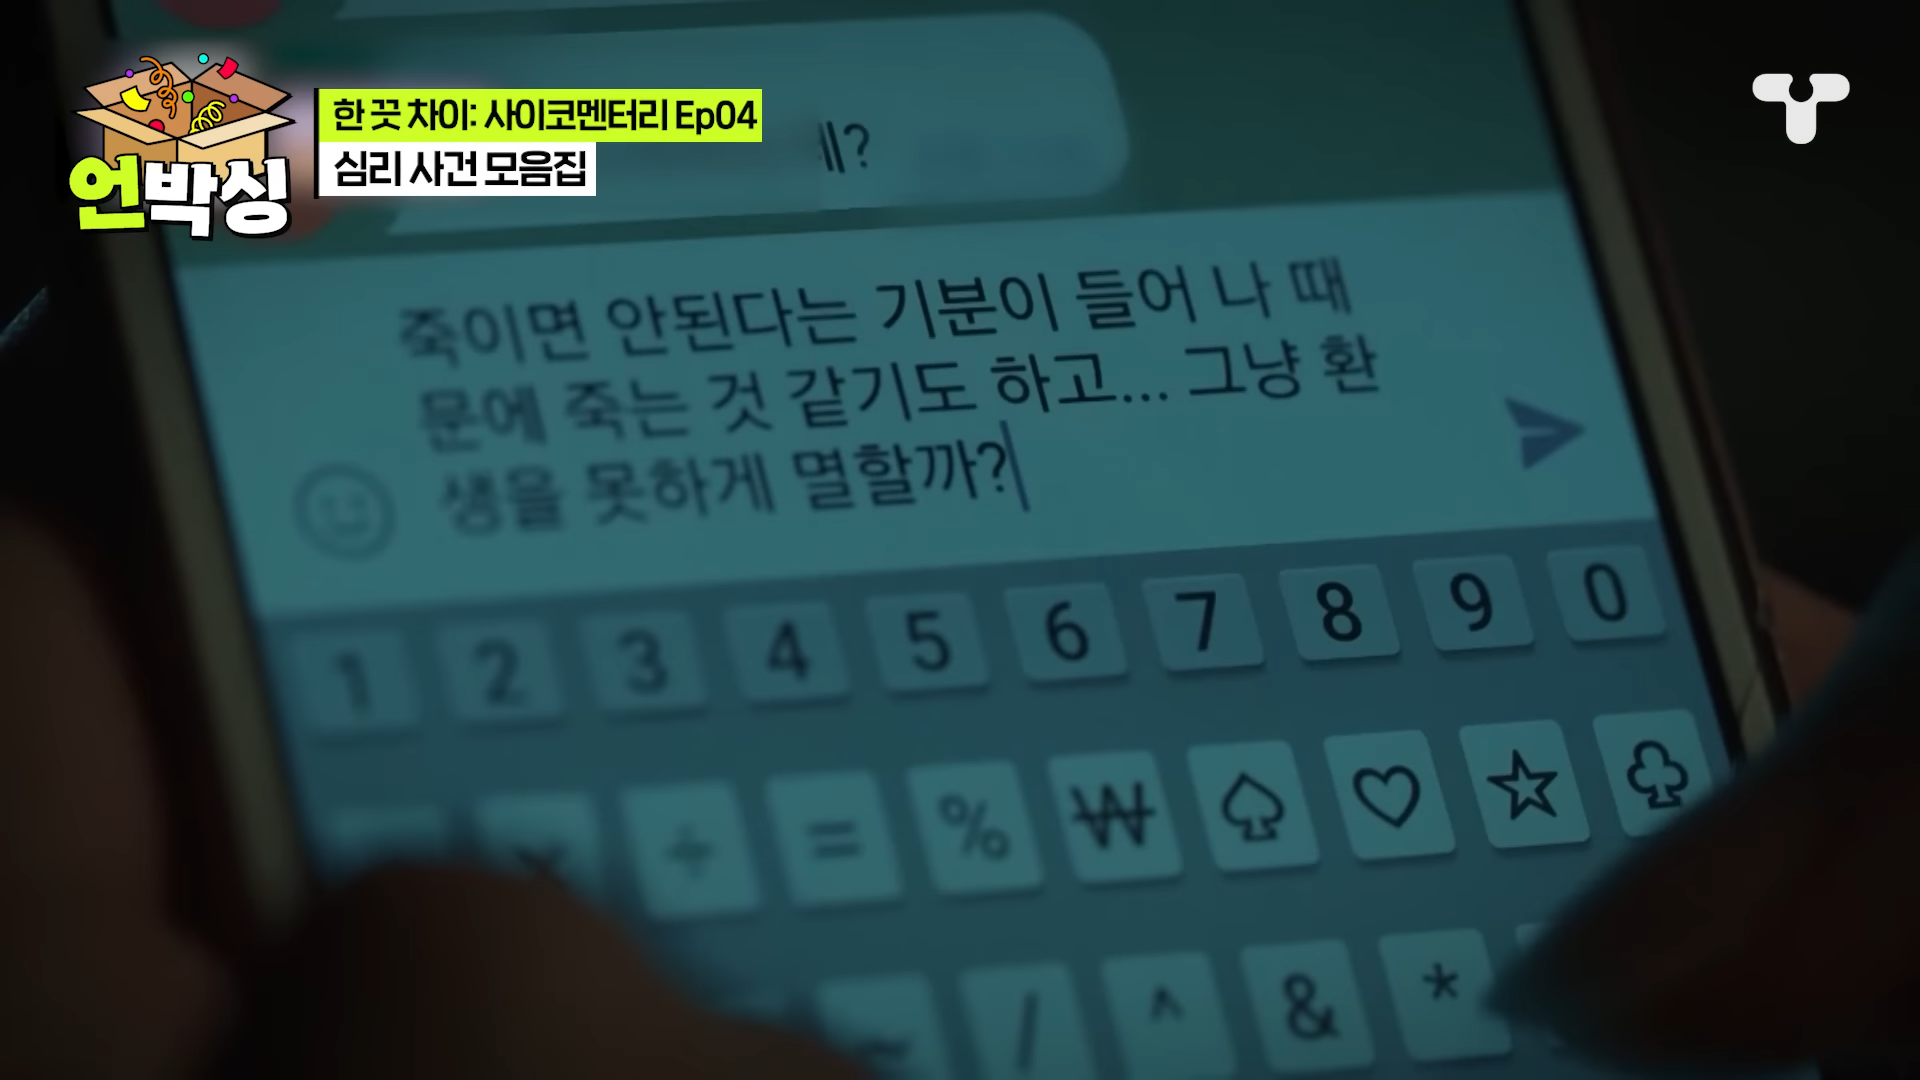 언박싱
한 끗 차이: 사이코멘터리 Ep04
심리 사건 모음집
게?
죽이면 안된다는 기분이 들어 나 때
문에 죽는 것 같기도 하고... 그냥 환
생을 못하게 멸할까?
1 2 3 4 5 6 7 8 9 0
× ÷ = % ₩ ♤ ♡ ☆ ♧
~ / ^ & *